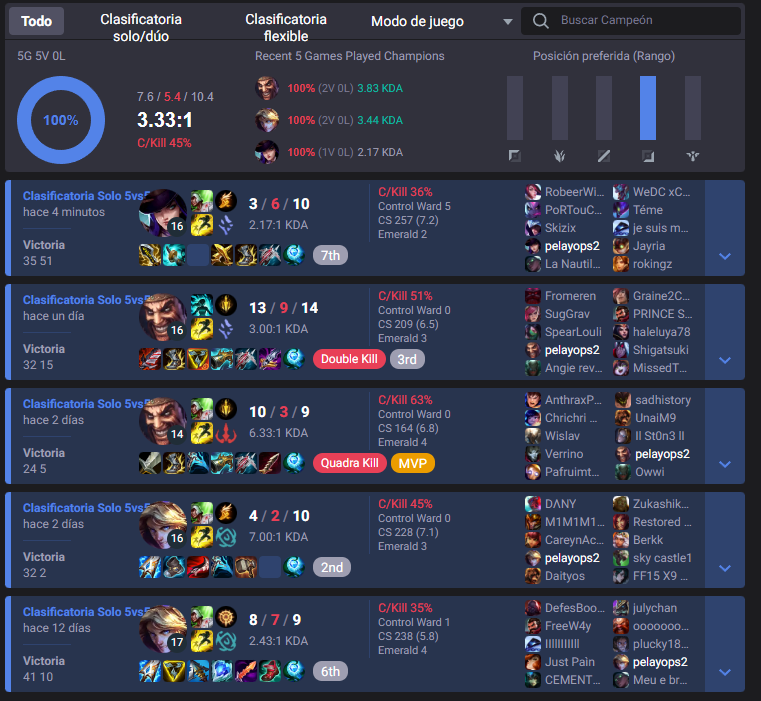 Todo
Clasificatoria solo/dúo
Clasificatoria flexible
Modo de juego
Buscar Campeón
5G 5V 0L
Recent 5 Games Played Champions
Posición preferida (Rango)
100%
7.6 / 5.4 / 10.4
3.33:1
C/Kill 45%
100% (2V 0L) 3.83 KDA
100% (2V 0L) 3.44 KDA
100% (1V 0L) 2.17 KDA
Clasificatoria Solo 5vs5
hace 4 minutos
Victoria
35 51
16
3 / 6 / 10
2.17:1 KDA
7th
C/Kill 36%
Control Ward 5
CS 257 (7.2)
Emerald 2
RobeerWi...
PoRTouC...
Skizix
pelayops2
La Nautil...
WeDC xC...
Téme
je suis m...
Jayria
rokingz
Clasificatoria Solo 5vs5
hace un día
Victoria
32 15
16
13 / 9 / 14
3.00:1 KDA
Double Kill
3rd
C/Kill 51%
Control Ward 0
CS 209 (6.5)
Emerald 3
Fromeren
SugGrav
SpearLouli
pelayops2
Angie rev...
Graine2C...
PRINCE S...
haleluya78
Shigatsuki
MissedT...
Clasificatoria Solo 5vs5
hace 2 días
Victoria
24 5
14
10 / 3 / 9
6.33:1 KDA
Quadra Kill
MVP
C/Kill 63%
Control Ward 0
CS 164 (6.8)
Emerald 4
AnthraxP...
Chrichri ...
Wislav
Verrino
Pafruimt...
sadhistory
UnaiM9
ll St0n3 ll
pelayops2
Owwi
Clasificatoria Solo 5vs5
hace 2 días
Victoria
32 2
16
4 / 2 / 10
7.00:1 KDA
2nd
C/Kill 45%
Control Ward 0
CS 228 (7.1)
Emerald 3
DΛNY
M1M1M1...
CareynAc...
pelayops2
Daityos
Zukashik...
Restored ...
Berkk
sky castle1
FF15 X9 ...
Clasificatoria Solo 5vs5
hace 12 días
Victoria
41 10
17
8 / 7 / 9
2.43:1 KDA
6th
C/Kill 35%
Control Ward 1
CS 238 (5.8)
Emerald 4
DefesBoo...
FreeW4y
Just Pain
CEMENT...
julychan
ooooooo...
plucky18...
pelayops2
Meu e br...